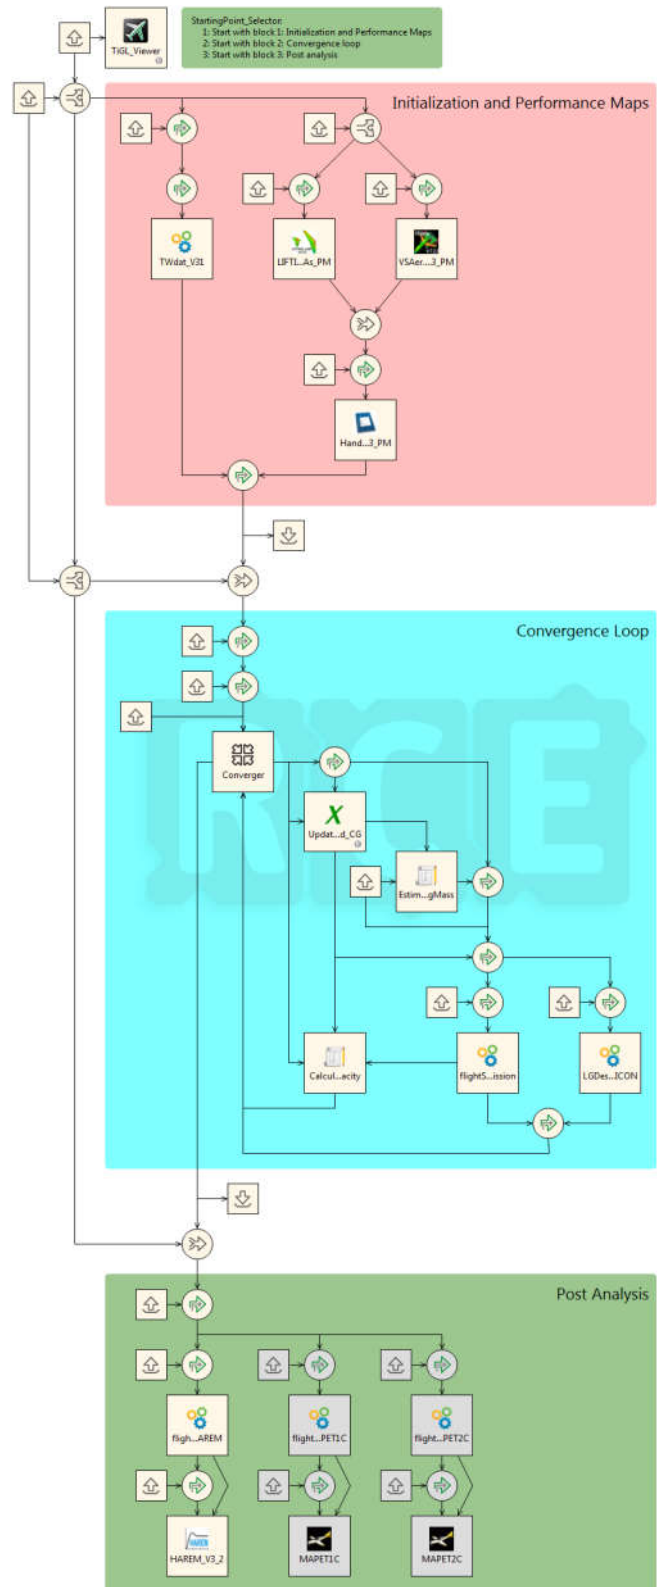 StartingPoint_Selector:
1: Start with block 1: Initialization and Performance Maps
2: Start with block 2: Convergence loop
3: Start with block 3: Post analysis
TiGL_Viewer
Initialization and Performance Maps
TWdat_V31
LIFTI...As_PM
VSAer....3_PM
Hand...3_PM
Convergence Loop
RCE
Converger
X
Updat...d_CG
Estim...gMass
Calcul...acity
flightS...ission
LGDes...ICON
Post Analysis
fligh...AREM
flight...PET1C
flight...PET2C
HAREM
HAREM_V3_2
MAPET1C
MAPET2C